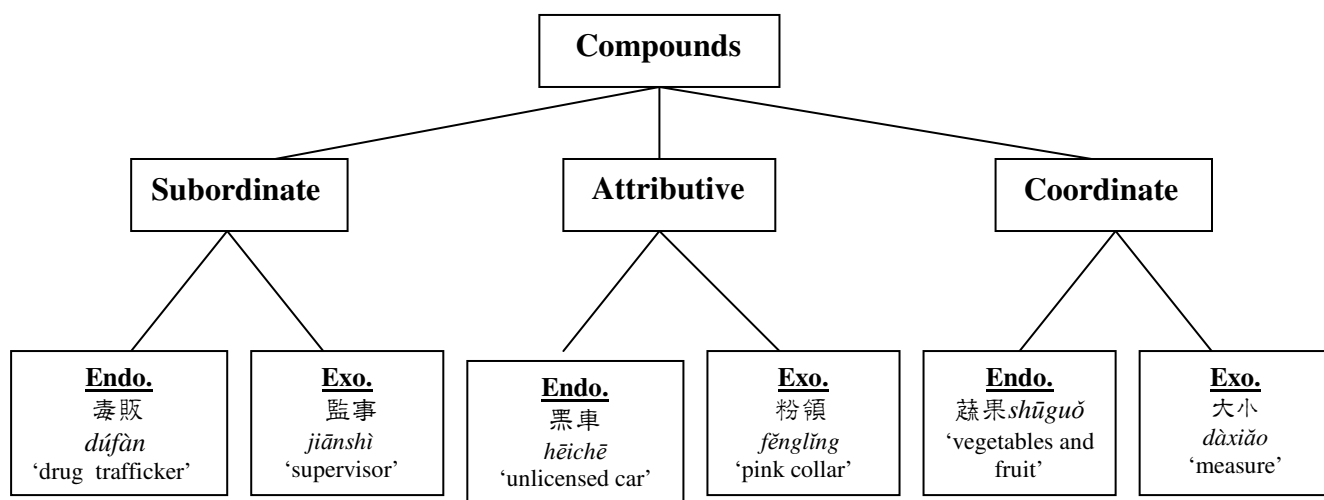 Compounds
Subordinate
Attributive
Coordinate
Endo.
毒販
dúfàn
‘drug trafficker’
Exo.
監事
jiānshì
‘supervisor’
Endo.
黑車
hēichē
‘unlicensed car’
Exo.
粉領
fěnglǐng
‘pink collar’
Endo.
蔬果shūguǒ
‘vegetables and
fruit’
Exo.
大小
dàxiǎo
‘measure’